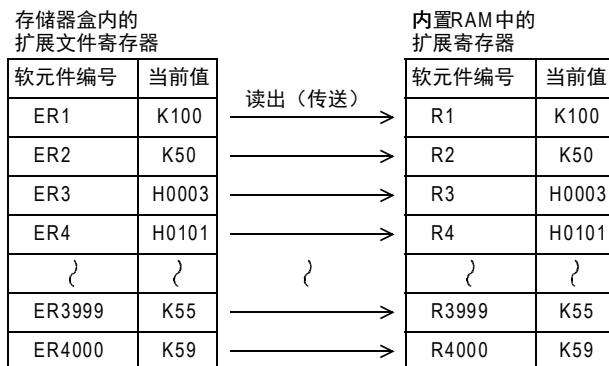 存储器盒内的
扩展文件寄存器
内置RAM中的
扩展寄存器
软元件编号 当前值
读出（传送）
软元件编号 当前值
ER1 K100 R1 K100
ER2 K50 R2 K50
ER3 H0003 R3 H0003
ER4 H0101 R4 H0101
ER3999 K55 R3999 K55
ER4000 K59 R4000 K59